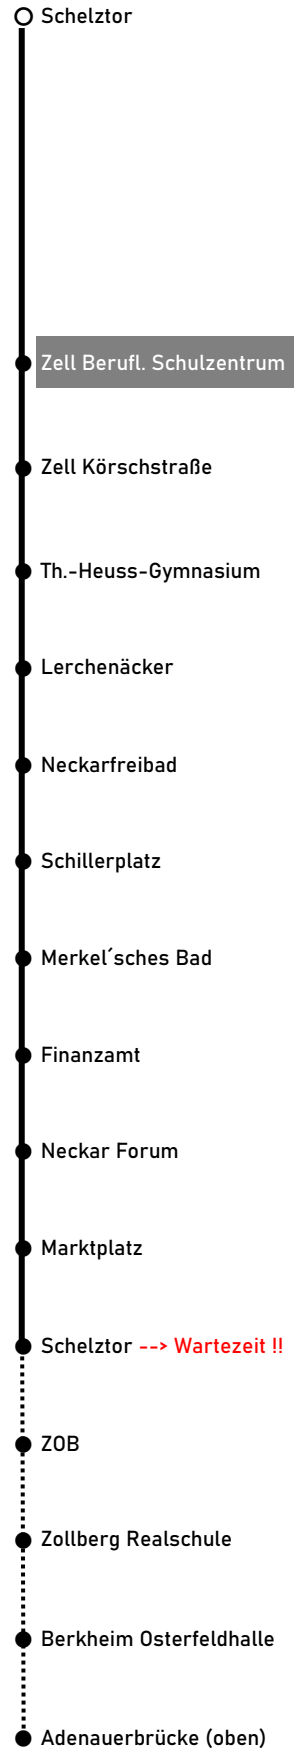 Schelztor
Zell Berufl. Schulzentrum
Zell Körschstraße
Th.-Heuss-Gymnasium
Lerchenäcker
Neckarfreibad
Schillerplatz
Merkel´sches Bad
Finanzamt
Neckar Forum
Marktplatz
Schelztor --> Wartezeit !!
ZOB
Zollberg Realschule
Berkheim Osterfeldhalle
Adenauerbrücke (oben)